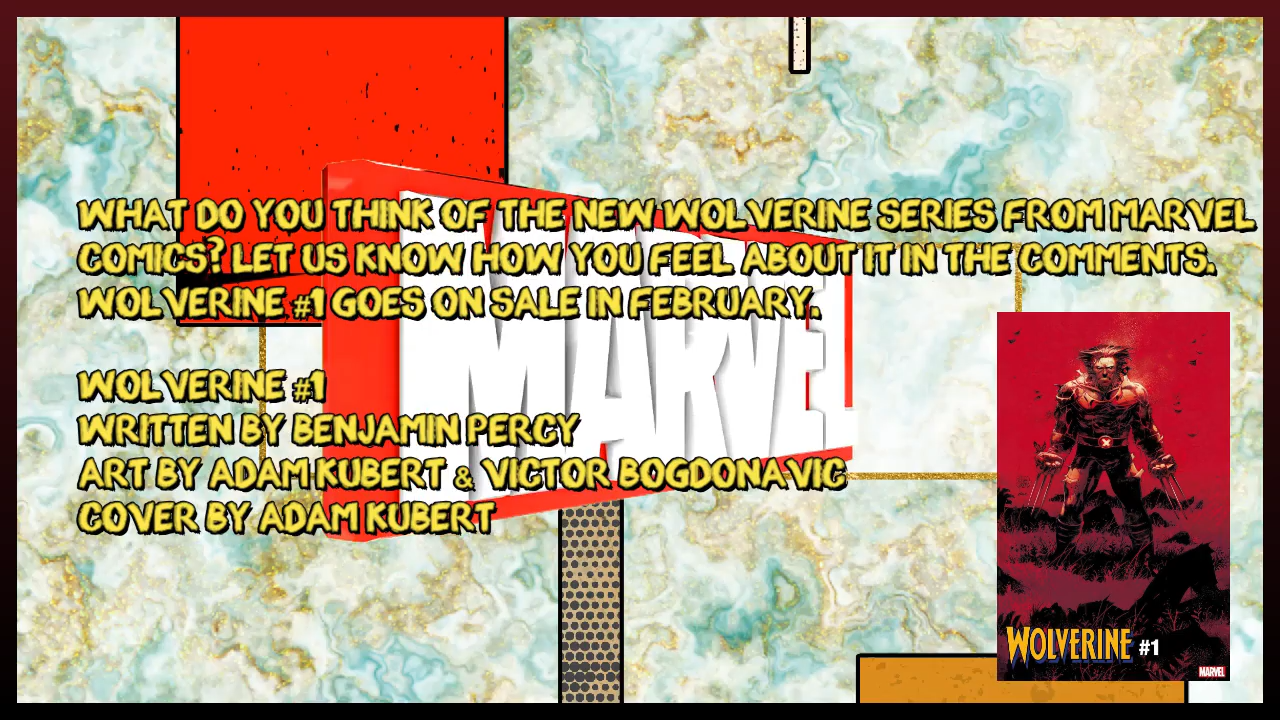 WHAT DO YOU THINK OF THE NEW WOLVERINE SERIES FROM MARVEL
COMICS? LET US KNOW HOW YOU FEEL ABOUT IT IN THE COMMENTS.
WOLVERINE #1 GOES ON SALE IN FEBRUARY.
WOLVERINE #1
WRITTEN BY BENJAMIN PERCY
ART BY ADAM KUBERT & VICTOR BOGDONAVIC
COVER BY ADAM KUBERT
MARVEL
WOLVERINE #1
MARVEL